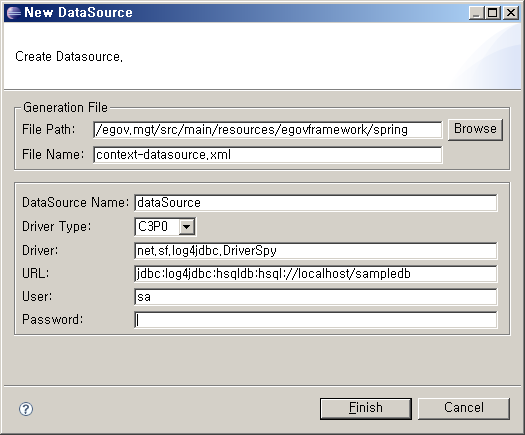 New DataSource
Create Datasource.
Generation File
File Path: /egov.mgt/src/main/resources/egovframework/spring Browse
File Name: context-datasource.xml
DataSource Name: dataSource
Driver Type: C3P0
Driver: net.sf.log4jdbc.DriverSpy
URL: jdbc:log4jdbc:hsqldb:hsql://localhost/sampledb
User: sa
Password:
? Finish Cancel